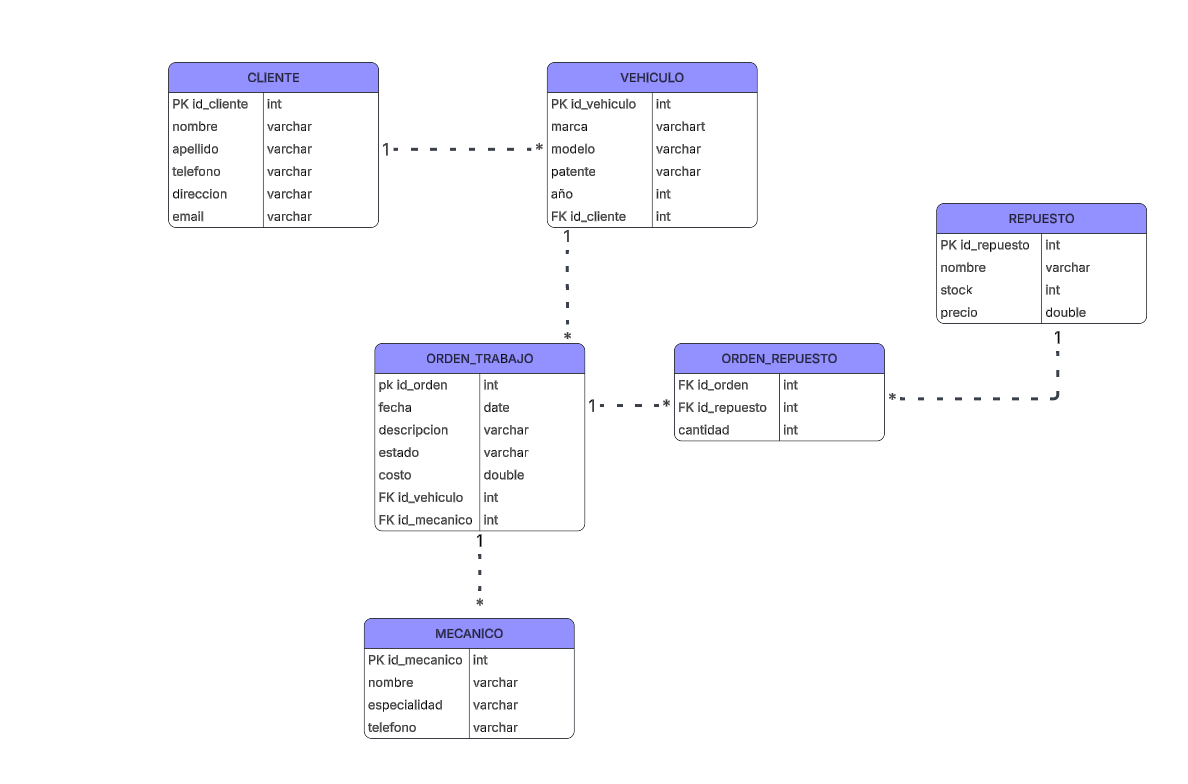 CLIENTE
PK id_cliente int
nombre varchar
apellido varchar
telefono varchar
direccion varchar
email varchar
1 *
VEHICULO
PK id_vehiculo int
marca varchart
modelo varchar
patente varchar
año int
FK id_cliente int
1
*
REPUESTO
PK id_repuesto int
nombre varchar
stock int
precio double
1
*
ORDEN_TRABAJO
pk id_orden int
fecha date
descripcion varchar
estado varchar
costo double
FK id_vehiculo int
FK id_mecanico int
1 *
ORDEN_REPUESTO
FK id_orden int
FK id_repuesto int
cantidad int
1
*
MECANICO
PK id_mecanico int
nombre varchar
especialidad varchar
telefono varchar